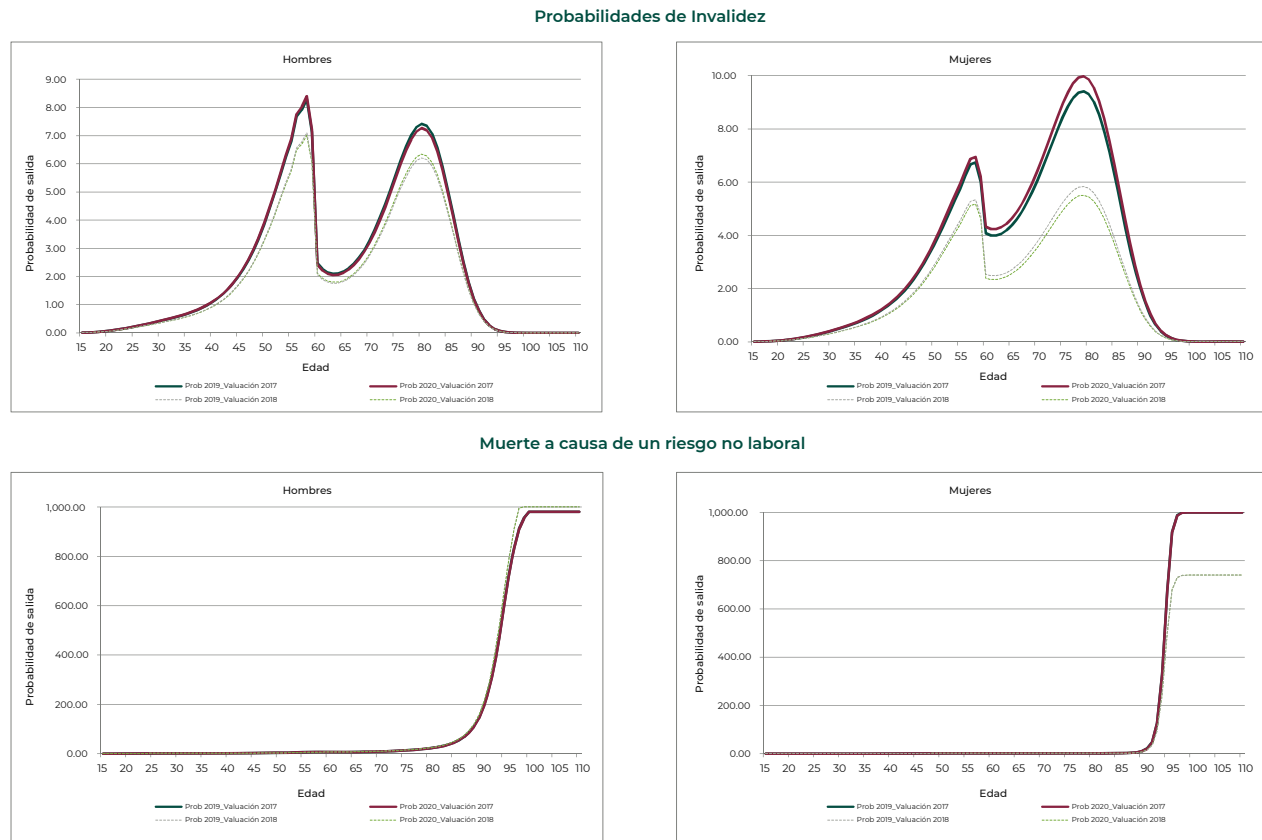 Probabilidades de Invalidez
Hombres
Probabilidad de salida
9.00
8.00
7.00
6.00
5.00
4.00
3.00
2.00
1.00
0.00
15 20 25 30 35 40 45 50 55 60 65 70 75 80 85 90 95 100 105 110
Edad
Prob 2019_Valuación 2017 Prob 2020_Valuación 2017
Prob 2019_Valuación 2018 Prob 2020_Valuación 2018
Mujeres
Probabilidad de salida
10.00
8.00
6.00
4.00
2.00
0.00
15 20 25 30 35 40 45 50 55 60 65 70 75 80 85 90 95 100 105 110
Edad
Prob 2019_Valuación 2017 Prob 2020_Valuación 2017
Prob 2019_Valuación 2018 Prob 2020_Valuación 2018
Muerte a causa de un riesgo no laboral
Hombres
Probabilidad de salida
1,000.00
800.00
600.00
400.00
200.00
0.00
15 20 25 30 35 40 45 50 55 60 65 70 75 80 85 90 95 100 105 110
Edad
Prob 2019_Valuación 2017 Prob 2020_Valuación 2017
Prob 2019_Valuación 2018 Prob 2020_Valuación 2018
Mujeres
Probabilidad de salida
1,000.00
800.00
600.00
400.00
200.00
0.00
15 20 25 30 35 40 45 50 55 60 65 70 75 80 85 90 95 100 105 110
Edad
Prob 2019_Valuación 2017 Prob 2020_Valuación 2017
Prob 2019_Valuación 2018 Prob 2020_Valuación 2018